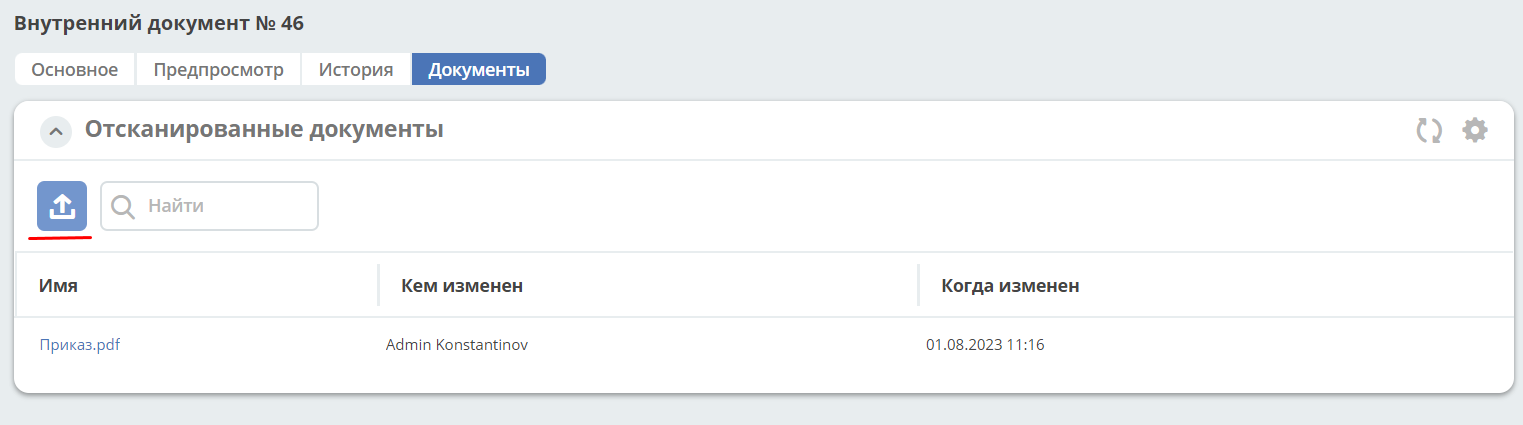 Внутренний документ № 46
Основное Предпросмотр История Документы
Отсканированные документы
Найти
Имя Кем изменен Когда изменен
Приказ.pdf Admin Konstantinov 01.08.2023 11:16